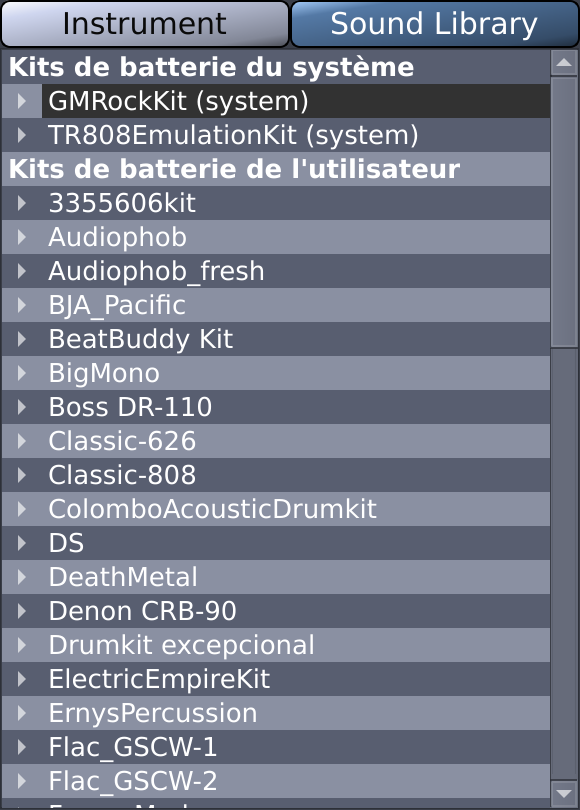 Instrument
Sound Library
Kits de batterie du système
GMRockKit (system)
TR808EmulationKit (system)
Kits de batterie de l'utilisateur
3355606kit
Audiophob
Audiophob_fresh
BJA_Pacific
BeatBuddy Kit
BigMono
Boss DR-110
Classic-626
Classic-808
ColomboAcousticDrumkit
DS
DeathMetal
Denon CRB-90
Drumkit excepcional
ElectricEmpireKit
ErnysPercussion
Flac_GSCW-1
Flac_GSCW-2